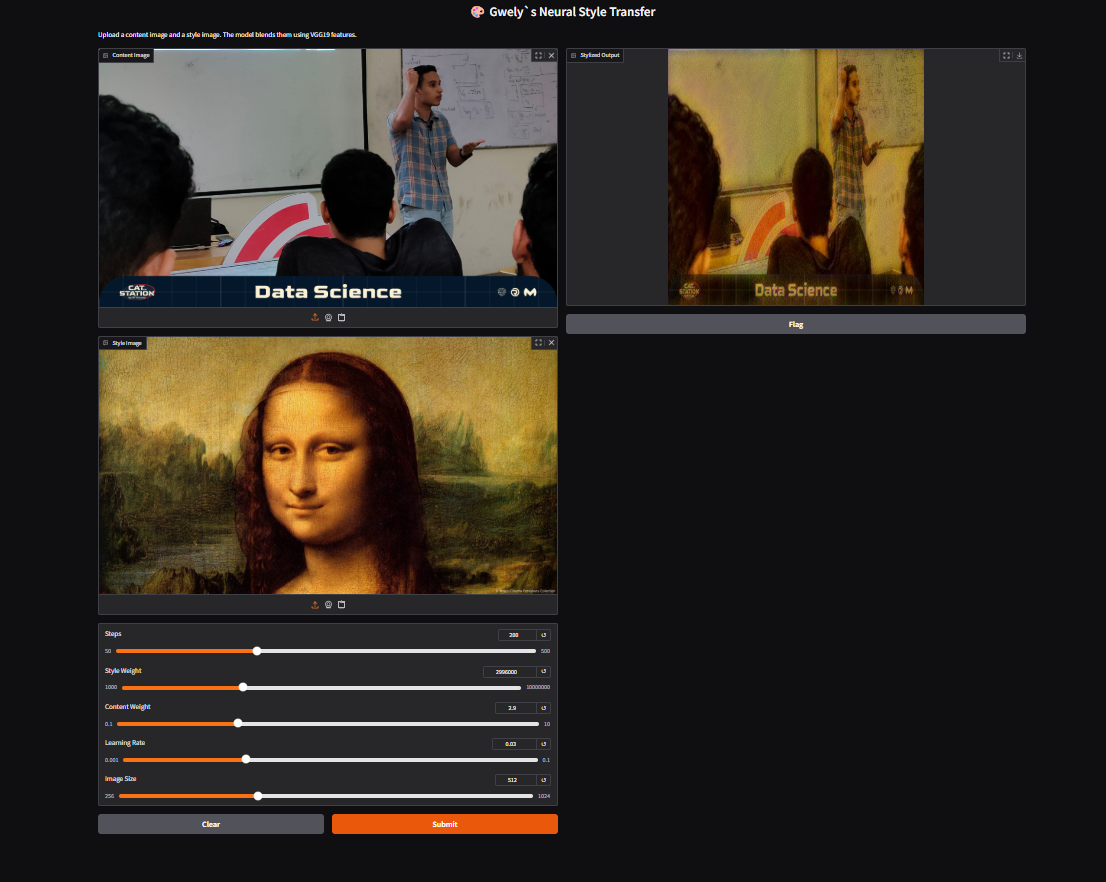 Gwely`s Neural Style Transfer
Upload a content image and a style image. The model blends them using VGG19 features.
Content Image
CAT
STATION
Data Science
Stylized Output
CAT
STATION
Data Science
Flag
Style Image
Steps
200
50
500
Style Weight
2996000
1000
10000000
Content Weight
2.9
0.1
10
Learning Rate
0.03
0.001
0.1
Image Size
512
256
1024
Clear
Submit